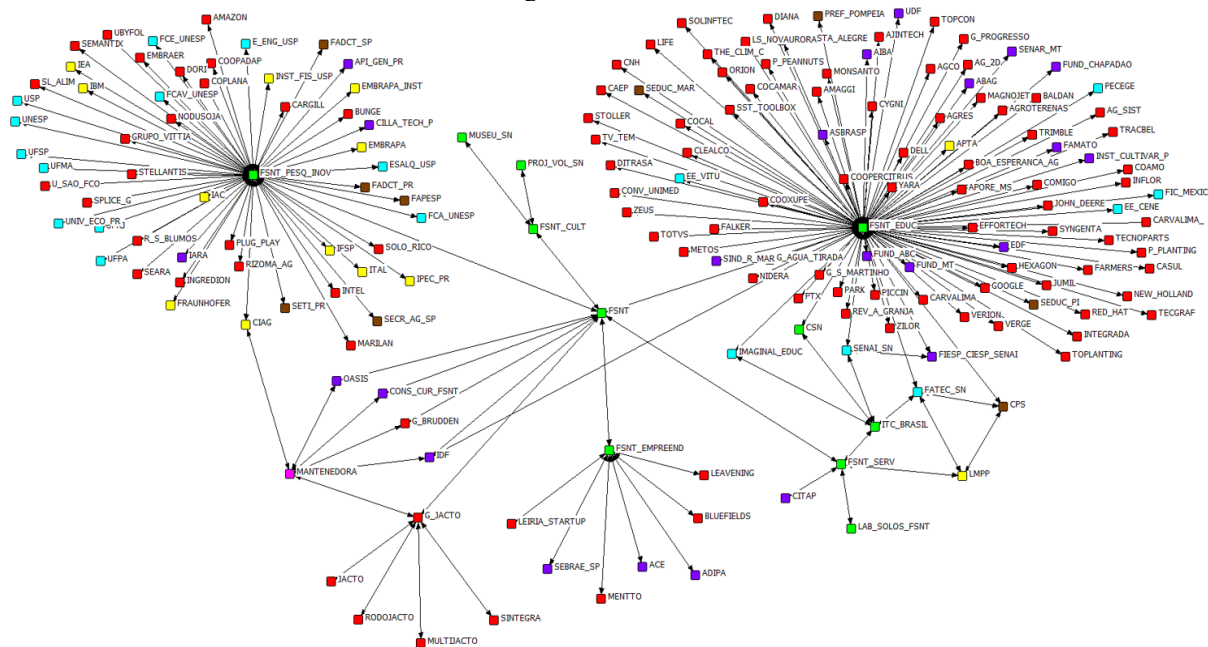 AMAZON
UBYFOL
FCE_UNESP
E_ENG_USP
SEMANTIX
EMBRAER
COOPADAP
FADCT_SP
IEA
DORI
API_GEN_PR
SL_ALIM
IBM
COPLANA
INST_FIS_USP
EMBRAPA_INST
USP
FCAV_UNESP
CARGILL
BUNGE
UNESP
NODUSOJA
CILLA_TECH_P
GRUPO_VITTIA
EMBRAPA
UFSP
ESALQ_USP
UFMA
STELLANTIS
FSNT_PESQ_INOV
FADCT_PR
U_SAO_FCO
IAC
FAPESP
SPLICE_G
FCA_UNESP
UNIV_ECO_PR
R_S_BLUMOS
PLUG_PLAY
IFSP
SOLO_RICO
UFPA
IARA
SEARA
RIZOMA_AG
ITAL
IPEC_PR
INGREDION
INTEL
FRAUNHOFER
SETI_PR
SECR_AG_SP
CIAG
MARILAN
MUSEU_SN
PROJ_VOL_SN
FSNT_CULT
FSNT
OASIS
CONS_CUR_FSNT
G_BRUDDEN
IDF
MANTENEDORA
G_JACTO
JACTO
RODOJACTO
MULTIJACTO
SINTEGRA
FSNT_EMPREEND
LEAVENING
LEIRIA_STARTUP
BLUEFIELDS
SEBRAE_SP
ACE
ADIPA
MENTTO
SOLINFTEC
DIANA
PREF_POMPEIA
UDF
TOPCON
LIFE
LS_NOVAURORA
STA_ALEGRE
AJINTECH
G_PROGRESSO
THE_CLIM_C
AIBA
SENAR_MT
CNH
ORION
P_PEANNUTS
MONSANTO
AGCO
AG_2D
FUND_CHAPADAO
CAEP
SEDUC_MAR
COCAMAR
AMAGGI
ABAG
PECEGE
SST_TOOLBOX
CYGNI
MAGNOJET
BALDAN
STOLLER
COCAL
AGRES
AGROTERENAS
AG_SIST
TV_TEM
CLEALCO
ASBRASP
TRIMBLE
TRACBEL
DITRASA
DELL
APTA
FAMATO
EE_VITU
COOPERCITRUS
BOA_ESPERANCA_AG
INST_CULTIVAR_P
CONV_UNIMED
COOXUPE
YARA
APORE_MS
COMIGO
COAMO
INFLOR
ZEUS
JOHN_DEERE
FIC_MEXIC
EE_CENE
TOTVS
FALKER
FSNT_EDUC
EFFORTECH
SYNGENTA
CARVALIMA_
METOS
TECNOPARTS
SIND_R_MAR
G_AGUA_TIRADA
FUND_ABC
EDF
P_PLANTING
NIDERA
G_S_MARTINHO
FUND_MT
HEXAGON
FARMERS
CASUL
PTX
PARK
PICCIN
GOOGLE
JUMIL
CARVALIMA
SEDUC_PI
NEW_HOLLAND
REV_A_GRANJA
VERION
RED_HAT
TECGRAF
CSN
ZILOR
VERGE
INTEGRADA
IMAGINAL_EDUC
SENAI_SN
FIESP_CIESP_SENAI
TOPLANTING
FATEC_SN
CPS
ITC_BRASIL
FSNT_SERV
LMPP
CITAP
LAB_SOLOS_FSNT